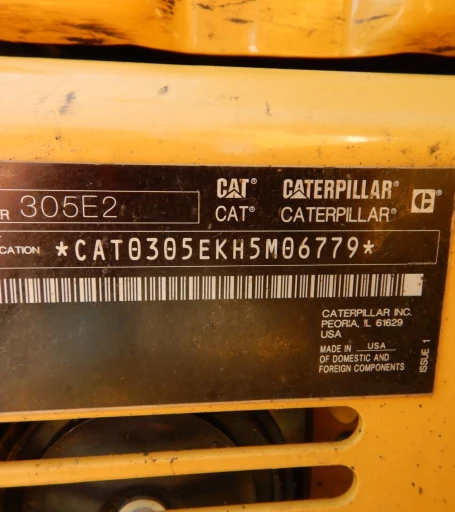 CAT® CATERPILLAR® C
R 305E2 CAT® CATERPILLAR®
CATION *CAT0305EKH5M06779*
CATERPILLAR INC.
PEORIA, IL 61629
USA
MADE IN USA
OF DOMESTIC AND
FOREIGN COMPONENTS
ISSUE 1